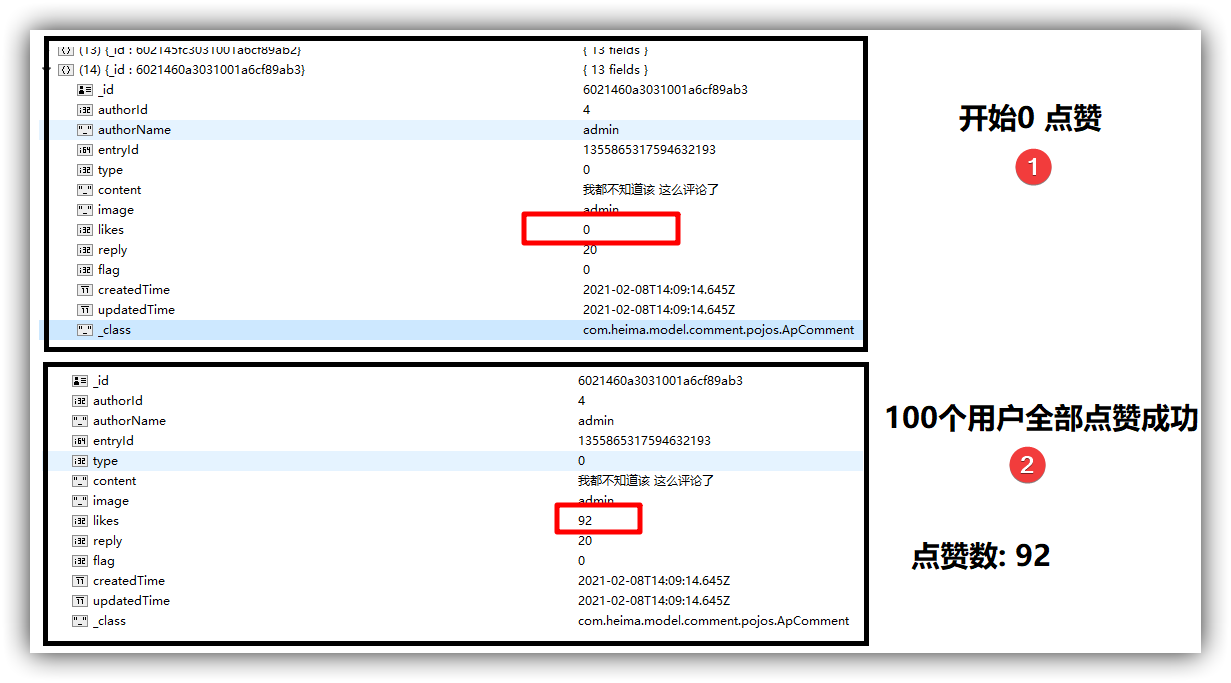 (13) {_id : 602145fc3031001a6cf89ab2} { 13 fields }
(14) {_id : 6021460a3031001a6cf89ab3} { 13 fields }
_id 6021460a3031001a6cf89ab3
authorId 4
authorName admin
entryId 1355865317594632193
type 0
content 我都不知道该 这么评论了
image admin
likes 0
reply 20
flag 0
createdTime 2021-02-08T14:09:14.645Z
updatedTime 2021-02-08T14:09:14.645Z
_class com.heima.model.comment.pojos.ApComment
开始0 点赞
1
_id 6021460a3031001a6cf89ab3
authorId 4
authorName admin
entryId 1355865317594632193
type 0
content 我都不知道该 这么评论了
image admin
likes 92
reply 20
flag 0
createdTime 2021-02-08T14:09:14.645Z
updatedTime 2021-02-08T14:09:14.645Z
_class com.heima.model.comment.pojos.ApComment
100个用户全部点赞成功
2
点赞数: 92